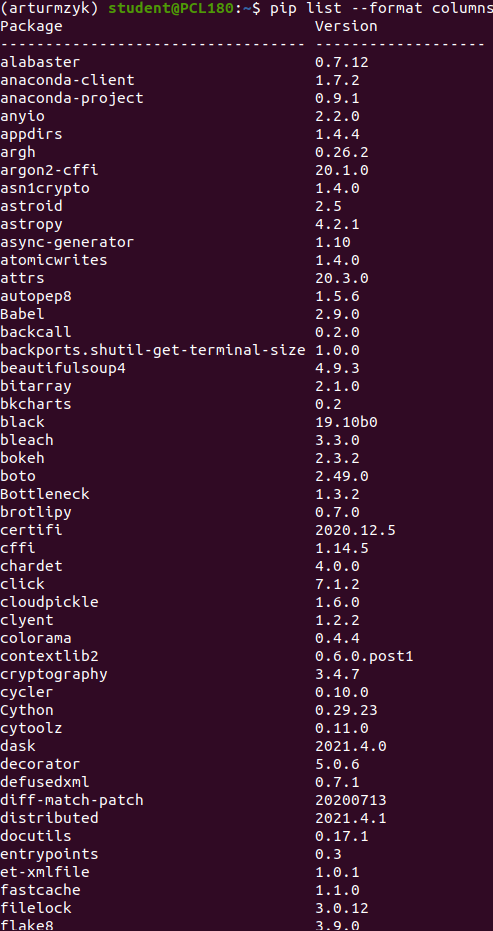 (arturmzyk) student@PCL180:~$ pip list --format columns
Package                            Version
---------------------------------- -------------------
alabaster                          0.7.12
anaconda-client                    1.7.2
anaconda-project                   0.9.1
anyio                              2.2.0
appdirs                            1.4.4
argh                               0.26.2
argon2-cffi                        20.1.0
asn1crypto                         1.4.0
astroid                            2.5
astropy                            4.2.1
async-generator                    1.10
atomicwrites                       1.4.0
attrs                              20.3.0
autopep8                           1.5.6
Babel                              2.9.0
backcall                           0.2.0
backports.shutil-get-terminal-size 1.0.0
beautifulsoup4                     4.9.3
bitarray                           2.1.0
bkcharts                           0.2
black                              19.10b0
bleach                             3.3.0
bokeh                              2.3.2
boto                               2.49.0
Bottleneck                         1.3.2
brotlipy                           0.7.0
certifi                            2020.12.5
cffi                               1.14.5
chardet                            4.0.0
click                              7.1.2
cloudpickle                        1.6.0
clyent                             1.2.2
colorama                           0.4.4
contextlib2                        0.6.0.post1
cryptography                       3.4.7
cycler                             0.10.0
Cython                             0.29.23
cytoolz                            0.11.0
dask                               2021.4.0
decorator                          5.0.6
defusedxml                         0.7.1
diff-match-patch                   20200713
distributed                        2021.4.1
docutils                           0.17.1
entrypoints                        0.3
et-xmlfile                         1.0.1
fastcache                          1.1.0
filelock                           3.0.12
flake8                             3.9.0